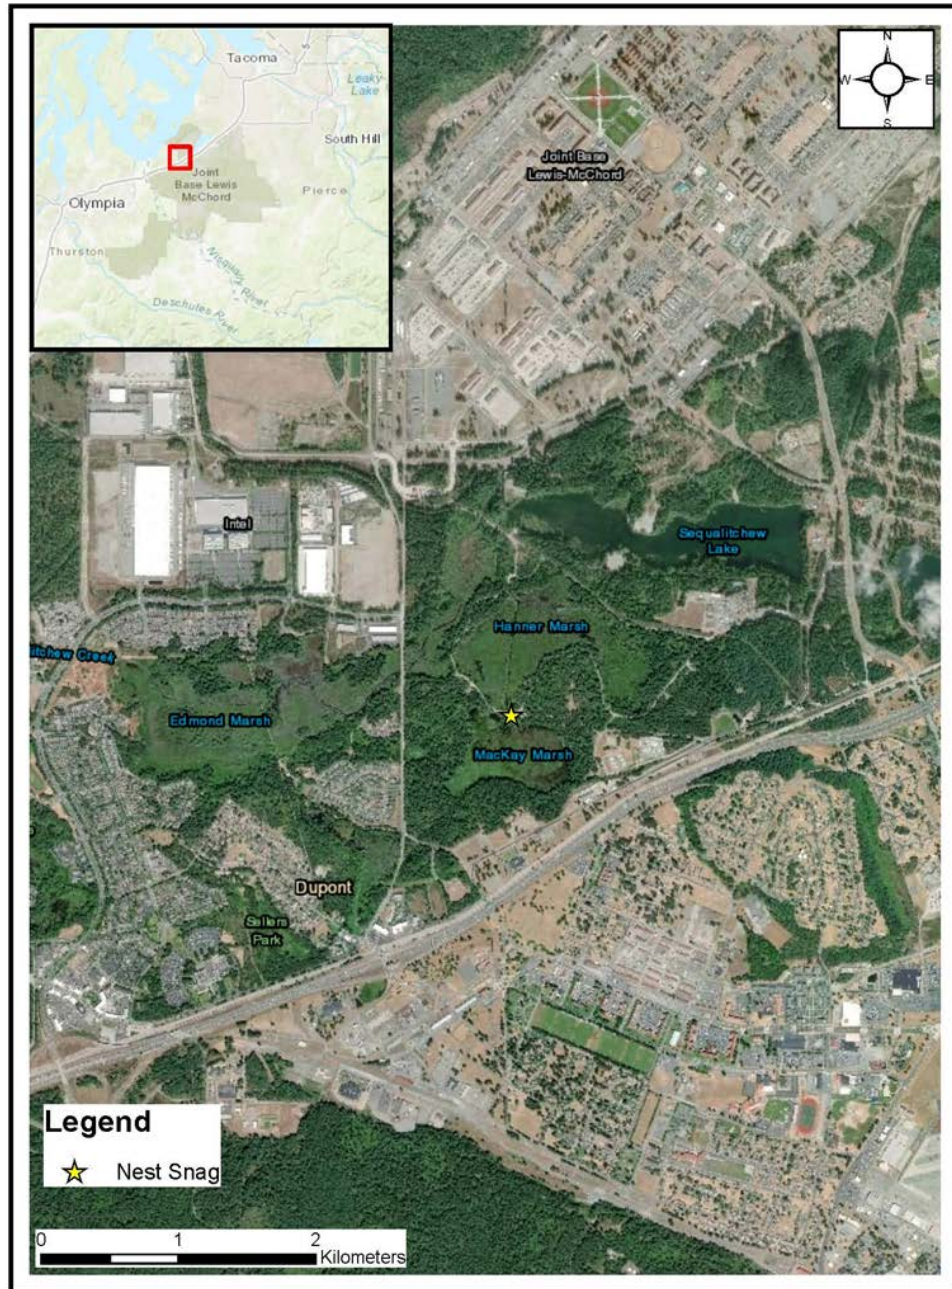 Tacoma
Leaky
Lake
South Hill
Joint
Base Lewis
McChord
Pierce
Olympia
Thurston
Nisqually River
Deschutes River
N
W
E
S
Joint Base
Lewis-McChord
Intel
Sequalitchew
Lake
Hanner Marsh
litchew Creek
Edmond Marsh
MacKay Marsh
Dupont
Sellers
Park
Legend
Nest Snag
0 1 2
Kilometers